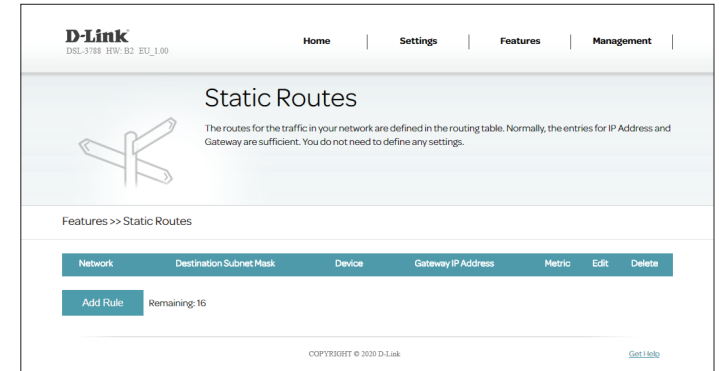 D-Link
DSL-3788 HW: B2 EU_1.00
Home Settings Features Management
Static Routes
The routes for the traffic in your network are defined in the routing table. Normally, the entries for IP Address and
Gateway are sufficient. You do not need to define any settings.
Features >> Static Routes
Network Destination Subnet Mask Device Gateway IP Address Metric Edit Delete
Add Rule Remaining: 16
COPYRIGHT © 2020 D-Link
Get Help